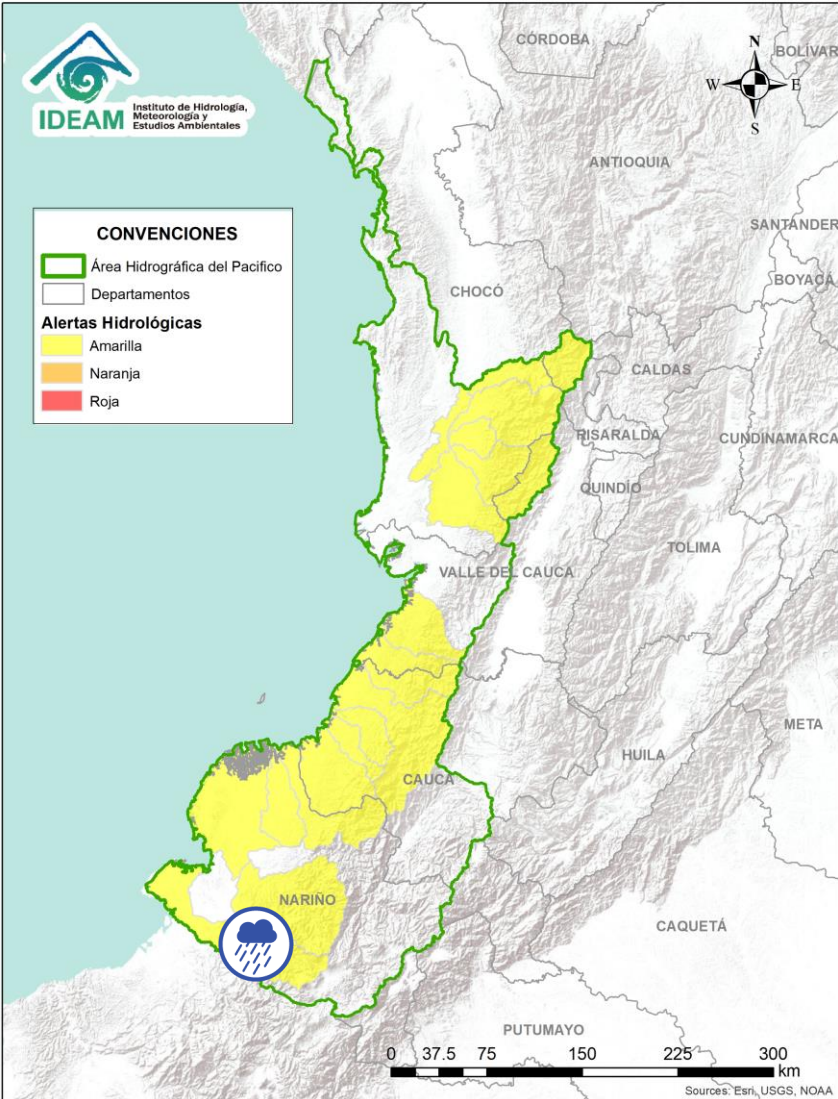 IDEAM
Instituto de Hidrología,
Meteorología y
Estudios Ambientales
N
W
E
S
CÓRDOBA
BOLÍVAR
ANTIOQUIA
SANTANDER
BOYACÁ
CONVENCIONES
Área Hidrográfica del Pacifico
Departamentos
Alertas Hidrológicas
Amarilla
Naranja
Roja
CHOCÓ
CALDAS
RISARALDA
CUNDINAMARCA
QUINDÍO
TOLIMA
VALLE DEL CAUCA
META
HUILA
CAUCA
NARIÑO
CAQUETÁ
PUTUMAYO
0 37.5 75 150 225 300
km
Sources: Esri, USGS, NOAA